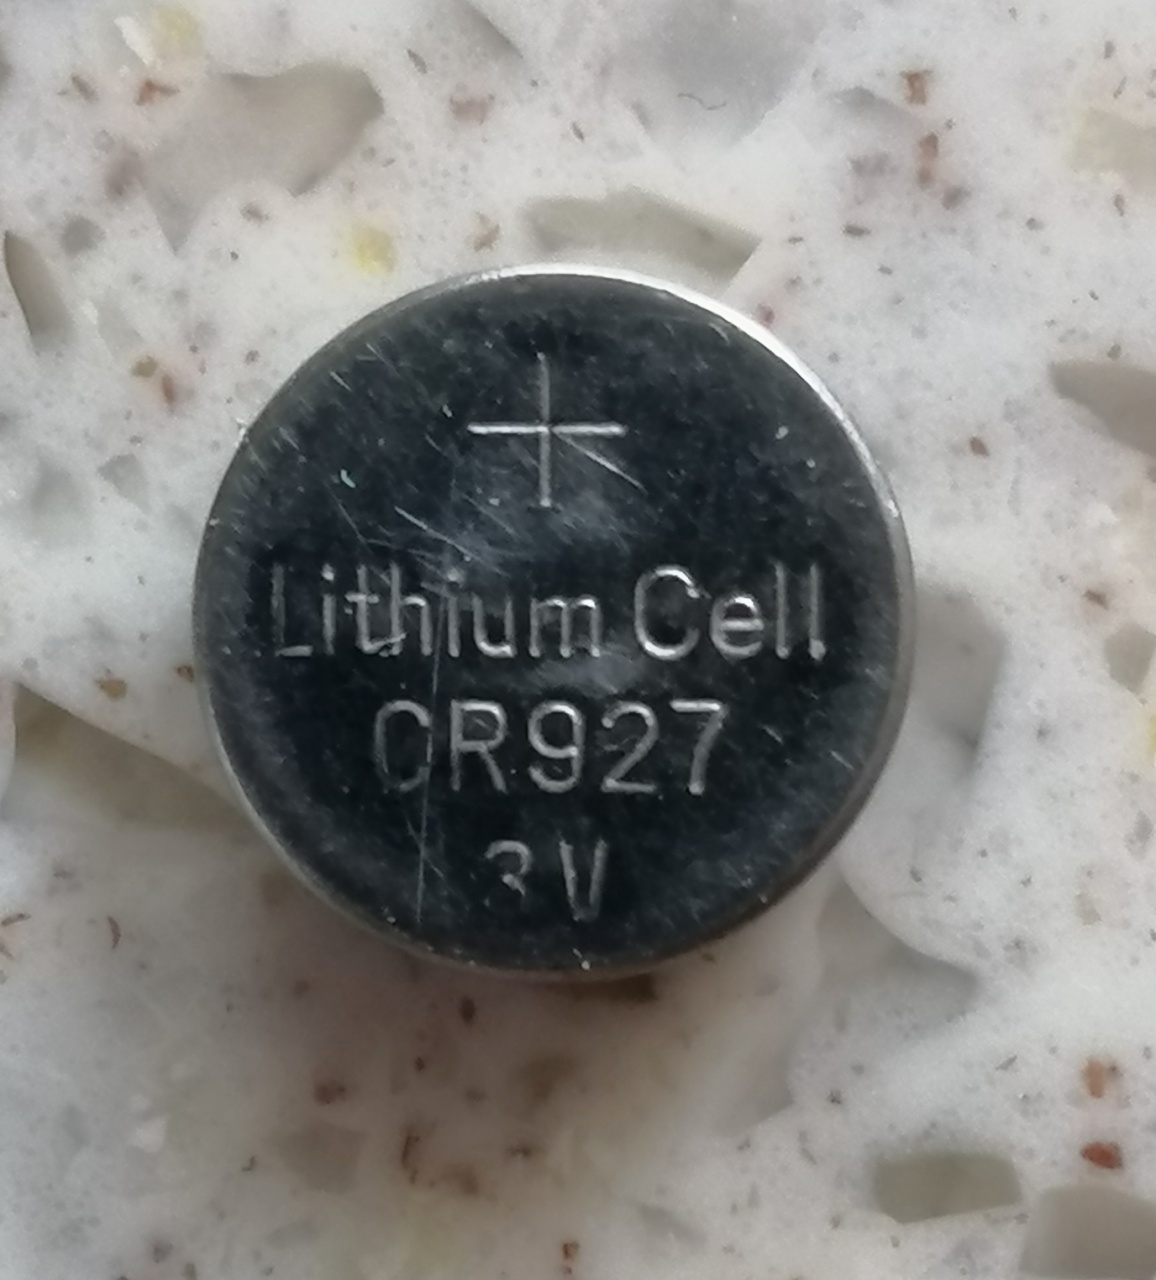 +
Lithium Cell
CR927
3V